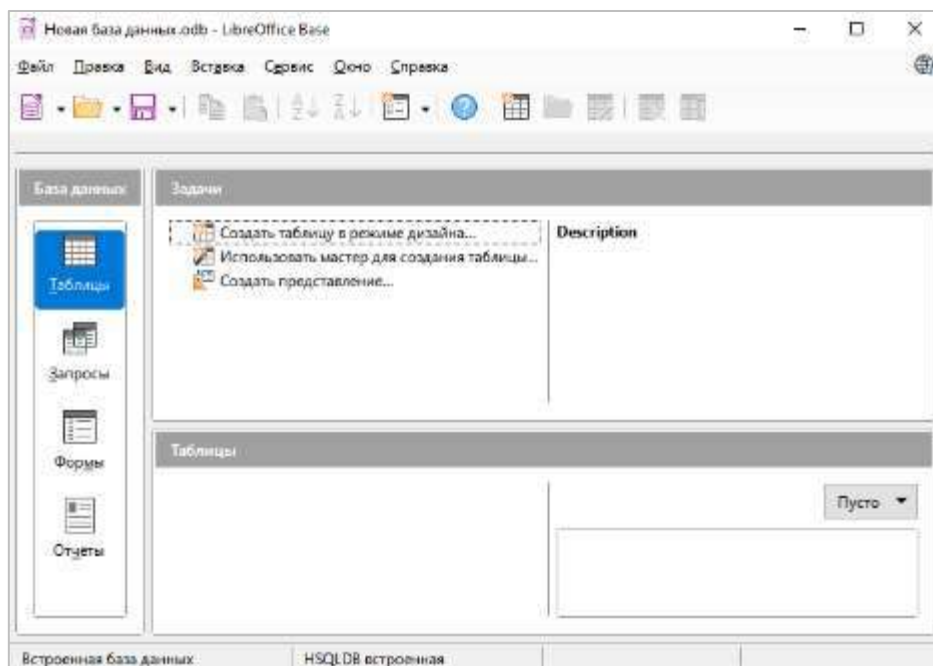 Новая база данных.odb - LibreOffice Base
Файл Правка Вид Вставка Сервис Окно Справка
База данных
Задачи
Таблицы
Запросы
Формы
Отчёты
Создать таблицу в режиме дизайна...
Использовать мастер для создания таблицы...
Создать представление...
Description
Таблицы
Пусто
Встроенная база данных
HSQLDB встроенная